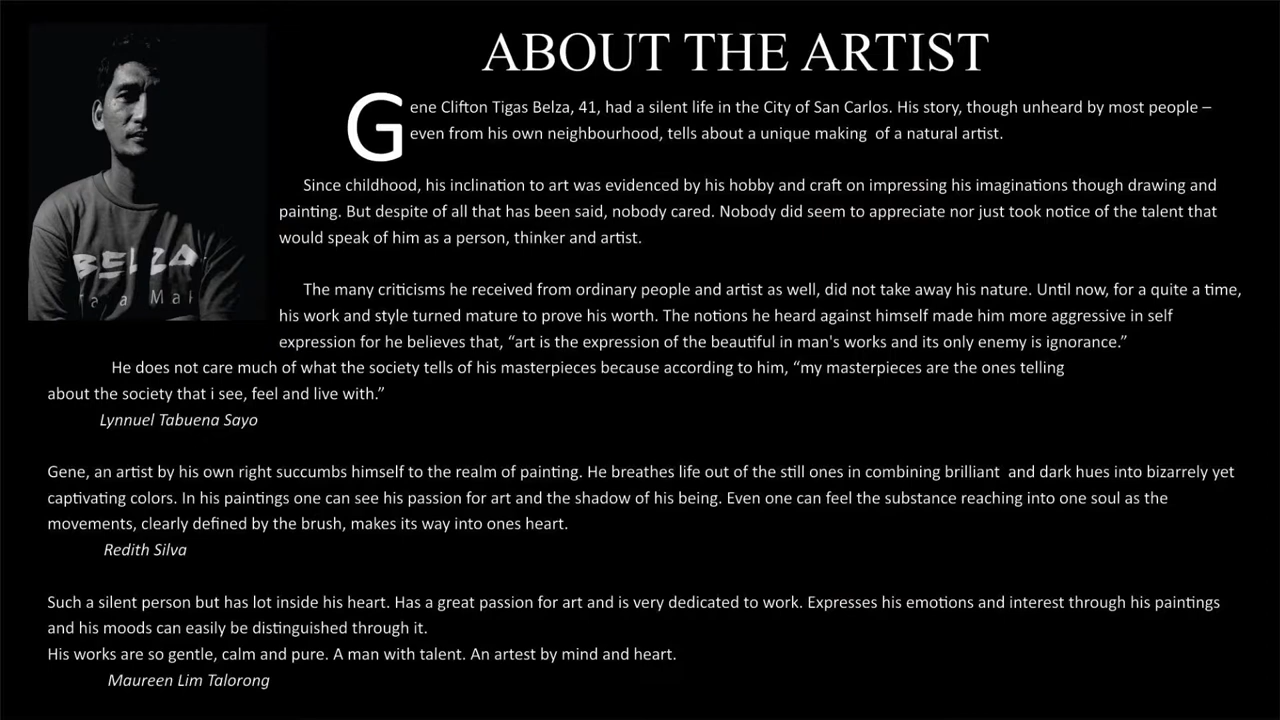 ABOUT THE ARTIST
Gene Clifton Tigas Belza, 41, had a silent life in the City of San Carlos. His story, though unheard by most people –
even from his own neighbourhood, tells about a unique making of a natural artist.
Since childhood, his inclination to art was evidenced by his hobby and craft on impressing his imaginations though drawing and
painting. But despite of all that has been said, nobody cared. Nobody did seem to appreciate nor just took notice of the talent that
would speak of him as a person, thinker and artist.
BELZA
The many criticisms he received from ordinary people and artist as well, did not take away his nature. Until now, for a quite a time,
his work and style turned mature to prove his worth. The notions he heard against himself made him more aggressive in self
expression for he believes that, “art is the expression of the beautiful in man's works and its only enemy is ignorance.”
He does not care much of what the society tells of his masterpieces because according to him, “my masterpieces are the ones telling
about the society that i see, feel and live with.”
Lynnuel Tabuena Sayo
Gene, an artist by his own right succumbs himself to the realm of painting. He breathes life out of the still ones in combining brilliant and dark hues into bizarrely yet
captivating colors. In his paintings one can see his passion for art and the shadow of his being. Even one can feel the substance reaching into one soul as the
movements, clearly defined by the brush, makes its way into ones heart.
Redith Silva
Such a silent person but has lot inside his heart. Has a great passion for art and is very dedicated to work. Expresses his emotions and interest through his paintings
and his moods can easily be distinguished through it.
His works are so gentle, calm and pure. A man with talent. An artest by mind and heart.
Maureen Lim Talorong